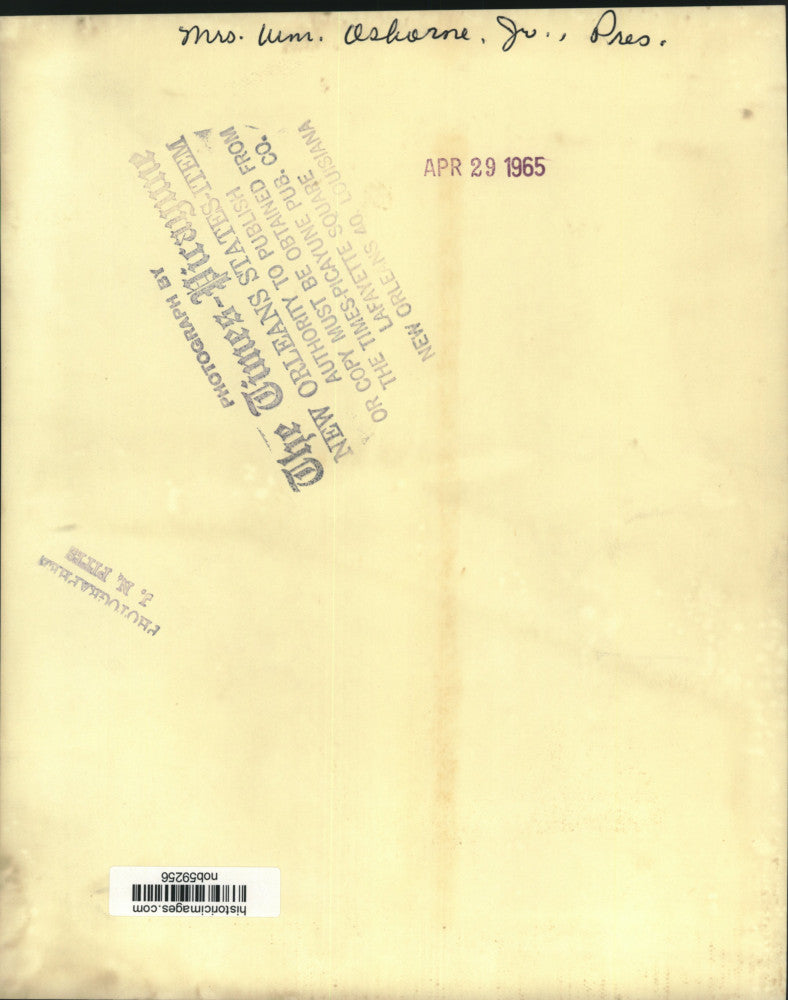 Mrs. Wm. Osborne, Jr., Pres.
APR 29 1965
PHOTOGRAPH BY
The Times-Picayune
NEW ORLEANS STATES-ITEM
AUTHORITY TO PUBLISH
OR COPY MUST BE OBTAINED FROM
THE TIMES-PICAYUNE PUB. CO.
LAFAYETTE SQUARE
NEW ORLEANS 40, LOUISIANA
J. N. PITTS
PHOTOGRAPHER
historicimages.com
nob59256